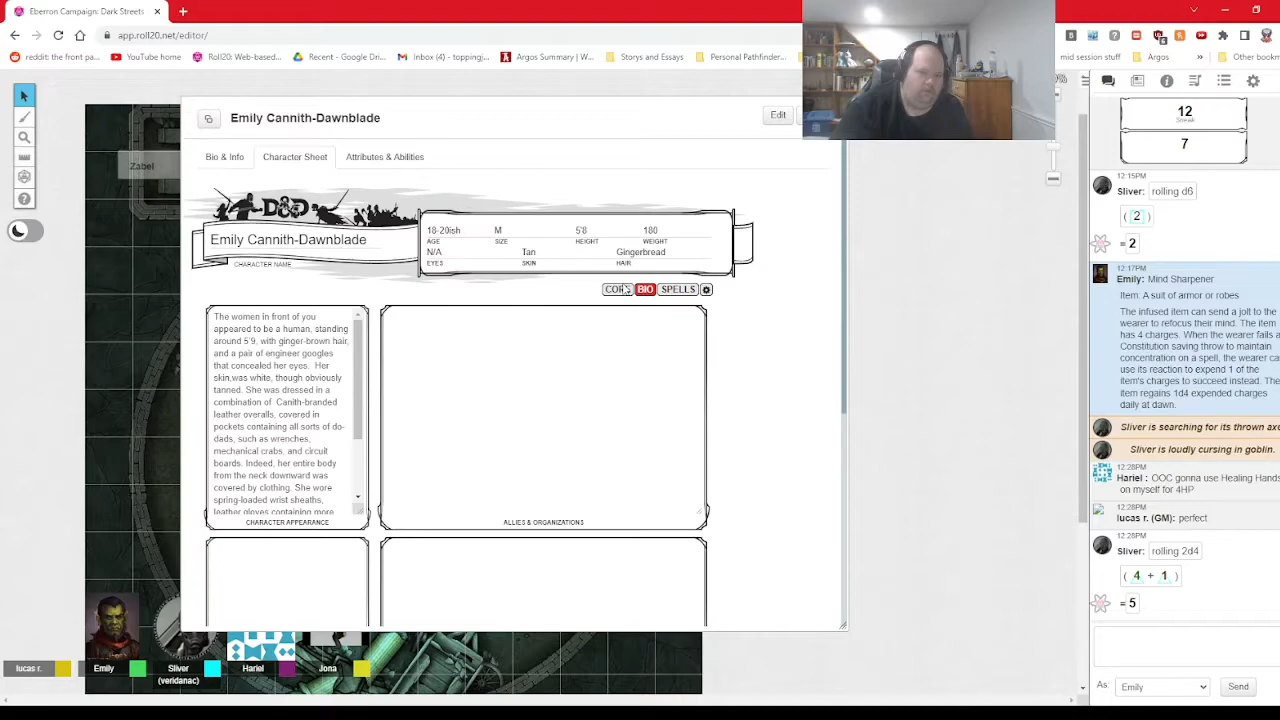 Eberron Campaign: Dark Streets
app.roll20.net/editor/
reddit: the front pa...
YouTube home
Roll20: Web-based...
Recent - Google Dri...
Inbox (4) - toppingj...
Argos Summary | W...
Storys and Essays
Personal Pathfinder...
mid session stuff
Argos
»
Other bookm
Emily Cannith-Dawnblade
Edit
Bio & Info
Character Sheet
Attributes & Abilities
Zabel
D&D
Emily Cannith-Dawnblade
CHARACTER NAME
18-20ish M 5'8 180
AGE SIZE HEIGHT WEIGHT
N/A Tan Gingerbread
EYES SKIN HAIR
BIO SPELLS
The women in front of you
appeared to be a human, standing
around 5'9, with ginger-brown hair,
and a pair of engineer googles
that concealed her eyes. Her
skin,was white, though obviously
tanned. She was dressed in a
combination of Canith-branded
leather overalls, covered in
pockets containing all sorts of do-
dads, such as wrenches,
mechanical crabs, and circuit
boards. Indeed, her entire body
from the neck downward was
covered by clothing. She wore
spring-loaded wrist sheaths,
leather gloves containing more
CHARACTER APPEARANCE
ALLIES & ORGANIZATIONS
lucas r.
Emily
Sliver
(veridanac)
Hariel
Jona
12
Sneak
7
12:15PM
Sliver: rolling d6
( 2 )
= 2
12:17PM
Emily: Mind Sharpener
Item: A suit of armor or robes
The infused item can send a jolt to the
wearer to refocus their mind. The item
has 4 charges. When the wearer fails a
Constitution saving throw to maintain
concentration on a spell, the wearer can
use its reaction to expend 1 of the
item's charges to succeed instead. The
item regains 1d4 expended charges
daily at dawn.
Sliver is searching for its thrown axe
Sliver is loudly cursing in goblin.
12:28PM
Hariel: OOC gonna use Healing Hands
on myself for 4HP
12:28PM
lucas r. (GM): perfect
12:28PM
Sliver: rolling 2d4
( 4 + 1 )
= 5
As: Emily
Send